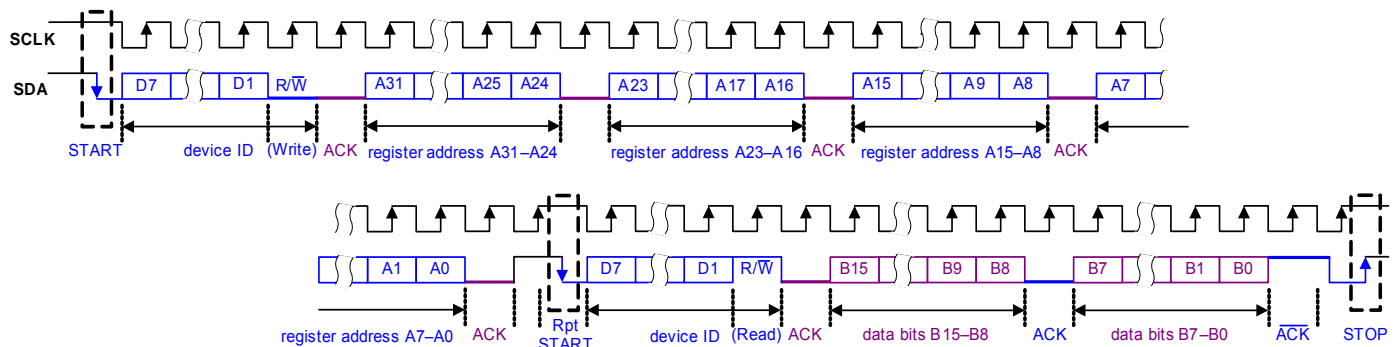 SCLK
SDA
D7 D1 R/W̅ A31 A25 A24 A23 A17 A16 A15 A9 A8 A7
START device ID (Write) ACK register address A31–A24 register address A23–A16 ACK register address A15–A8 ACK
A1 A0 D7 D1 R/W̅ B15 B9 B8 B7 B1 B0
register address A7–A0 ACK Rpt START device ID (Read) ACK data bits B15–B8 ACK data bits B7–B0 A̅C̅K̅ STOP